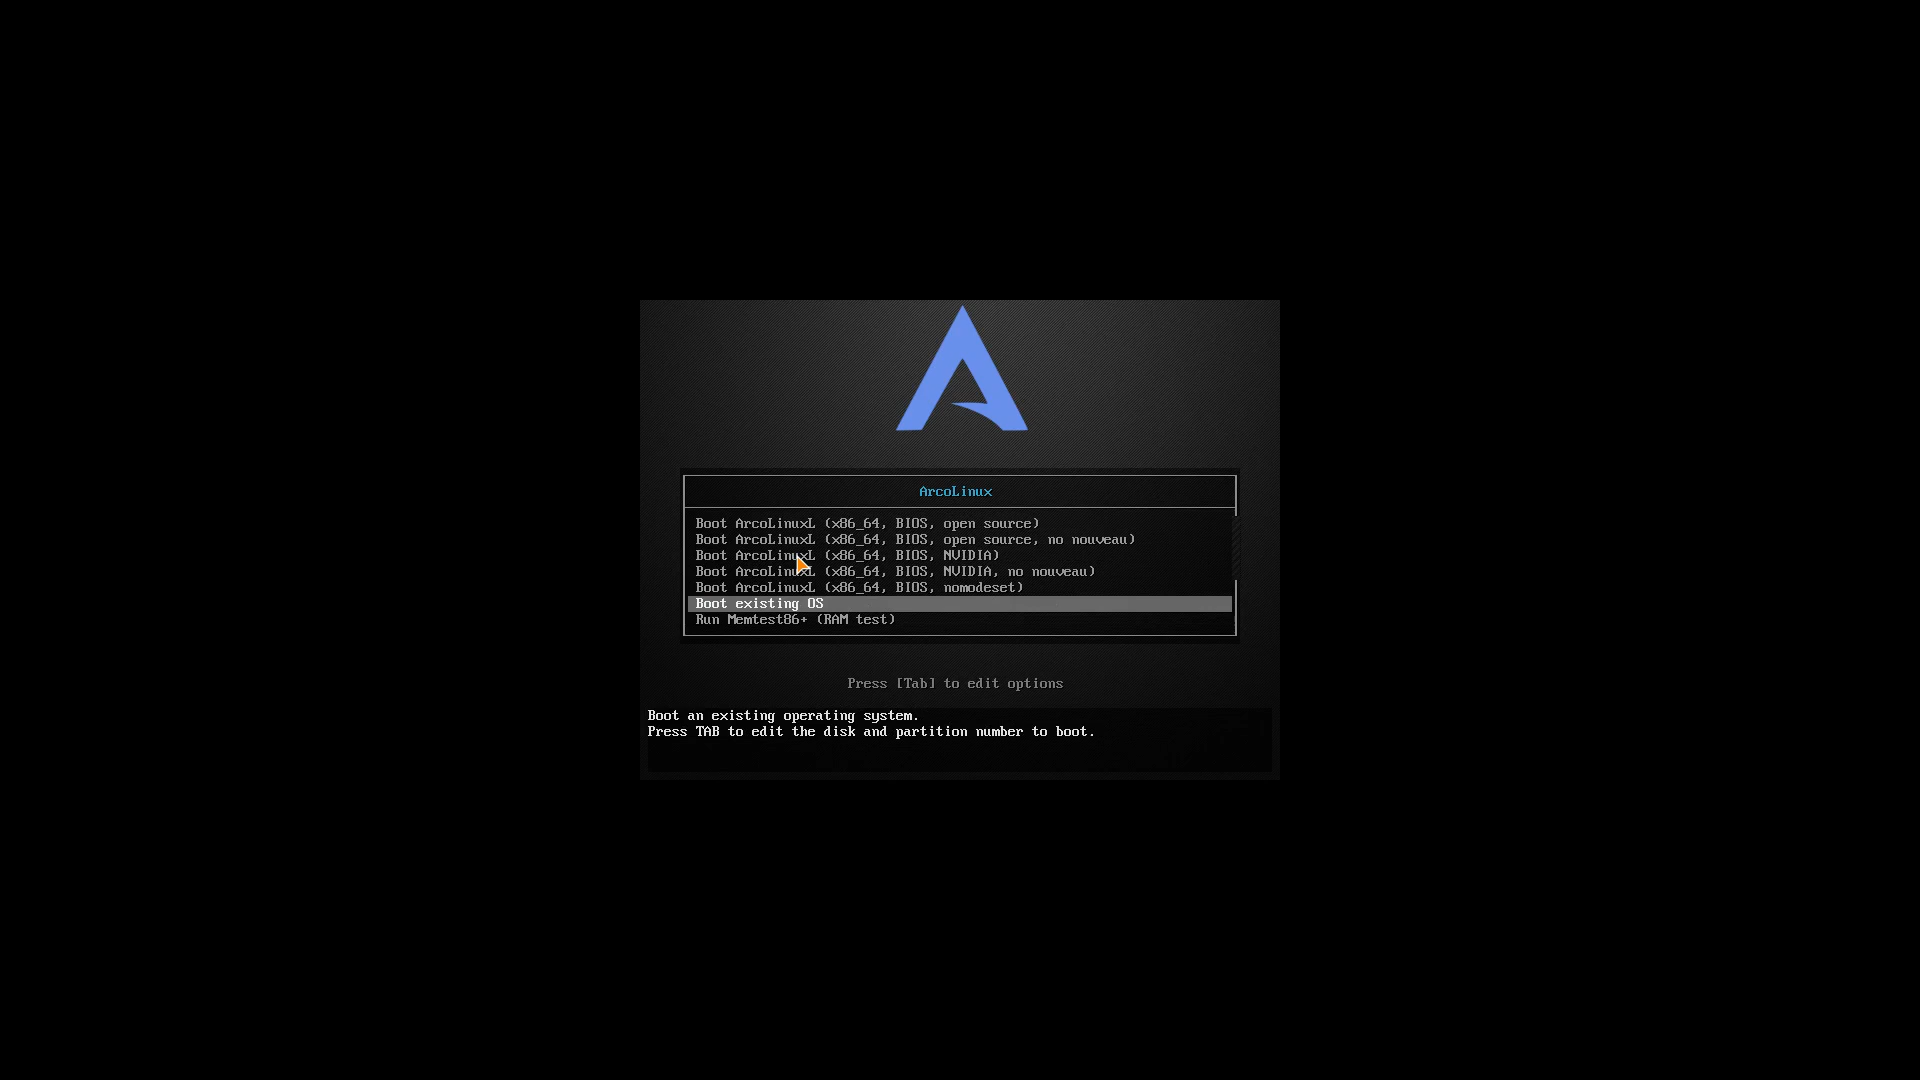 ArcoLinux
Boot ArcoLinuxL (x86_64, BIOS, open source)
Boot ArcoLinuxL (x86_64, BIOS, open source, no nouveau)
Boot ArcoLinuxL (x86_64, BIOS, NVIDIA)
Boot ArcoLinuxL (x86_64, BIOS, NVIDIA, no nouveau)
Boot ArcoLinuxL (x86_64, BIOS, nomodeset)
Boot existing OS
Run Memtest86+ (RAM test)
Press [Tab] to edit options
Boot an existing operating system.
Press TAB to edit the disk and partition number to boot.